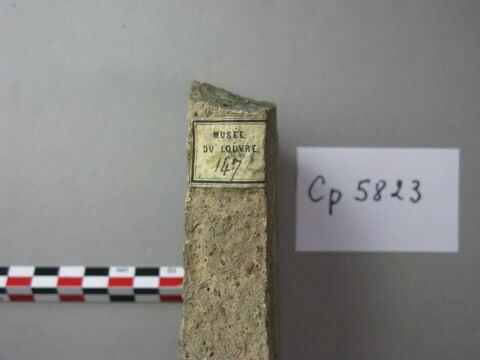 MUSÉE
DU LOUVRE
147
Cp 5823